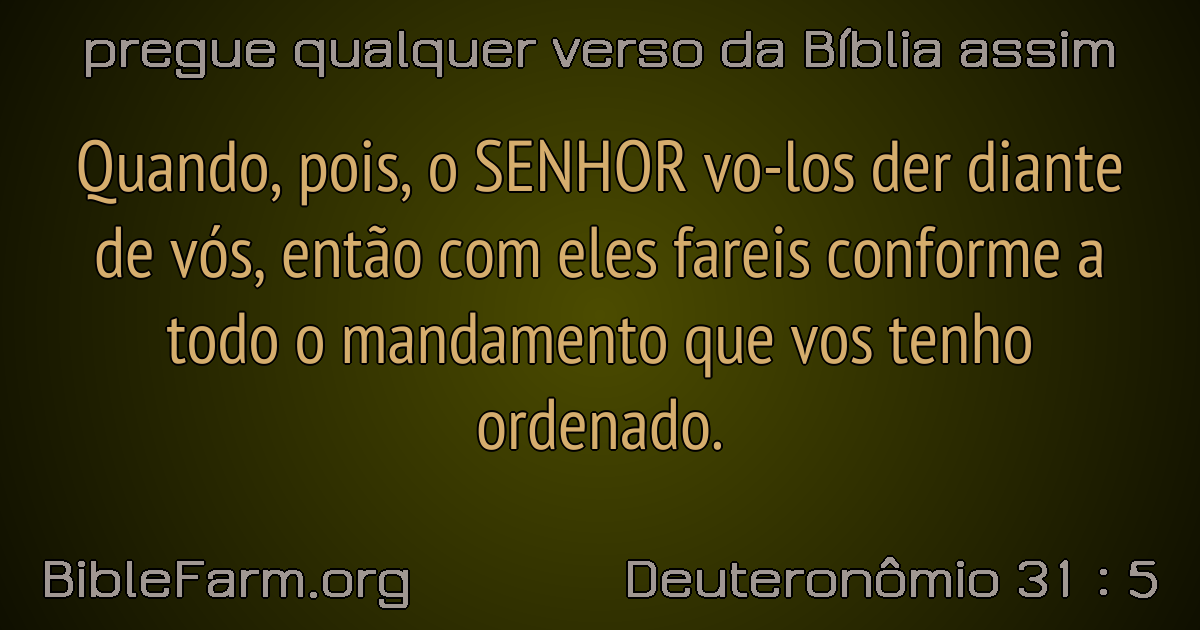 pregue qualquer verso da Bíblia assim
Quando, pois, o SENHOR vo-los der diante
de vós, então com eles fareis conforme a
todo o mandamento que vos tenho
ordenado.
BibleFarm.org
Deuteronômio 31 : 5